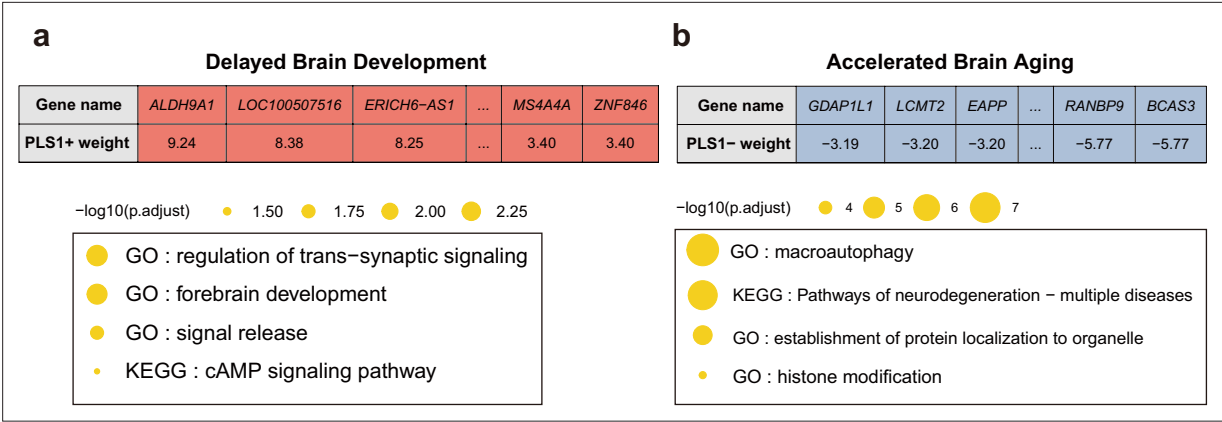 a
Delayed Brain Development
Gene name ALDH9A1 LOC100507516 ERICH6−AS1 ... MS4A4A ZNF846
PLS1+ weight 9.24 8.38 8.25 ... 3.40 3.40
−log10(p.adjust) 1.50 1.75 2.00 2.25
GO : regulation of trans−synaptic signaling
GO : forebrain development
GO : signal release
KEGG : cAMP signaling pathway
b
Accelerated Brain Aging
Gene name GDAP1L1 LCMT2 EAPP ... RANBP9 BCAS3
PLS1− weight −3.19 −3.20 −3.20 ... −5.77 −5.77
−log10(p.adjust) 4 5 6 7
GO : macroautophagy
KEGG : Pathways of neurodegeneration − multiple diseases
GO : establishment of protein localization to organelle
GO : histone modification